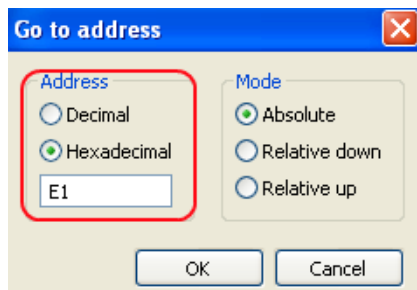 Go to address
Address
Decimal
Hexadecimal
E1
Mode
Absolute
Relative down
Relative up
OK
Cancel